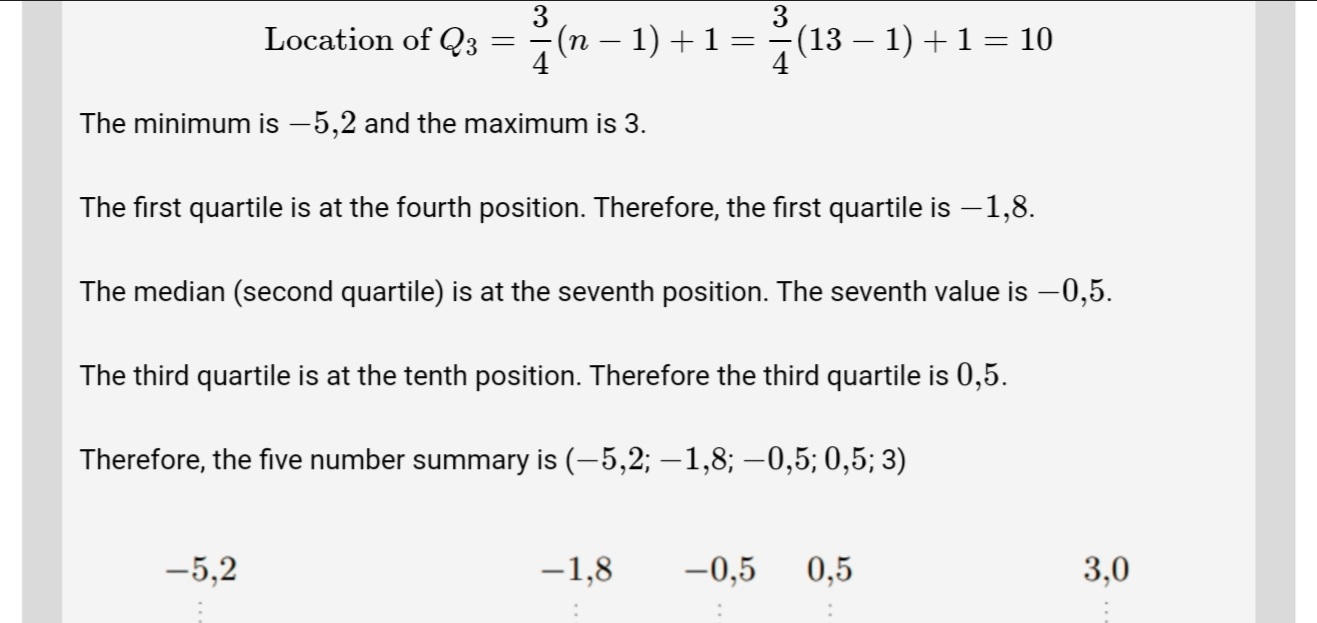 Location of Q₃ = 3/4(n − 1) + 1 = 3/4(13 − 1) + 1 = 10
The minimum is −5,2 and the maximum is 3.
The first quartile is at the fourth position. Therefore, the first quartile is −1,8.
The median (second quartile) is at the seventh position. The seventh value is −0,5.
The third quartile is at the tenth position. Therefore the third quartile is 0,5.
Therefore, the five number summary is (−5,2; −1,8; −0,5; 0,5; 3)
−5,2 −1,8 −0,5 0,5 3,0